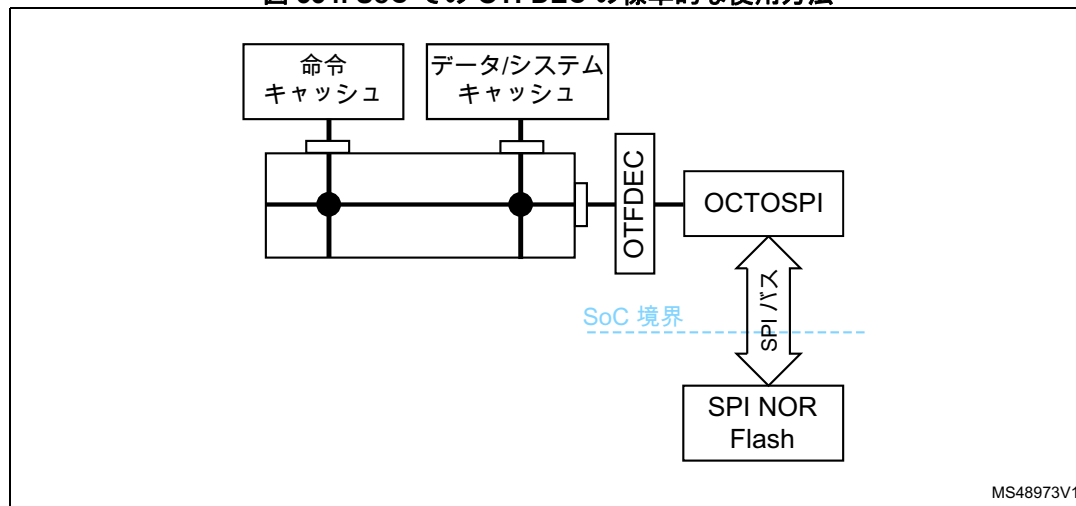 命令
キャッシュ
データ/システム
キャッシュ
OTFDEC
OCTOSPI
SPI バス
SoC 境界
SPI NOR
Flash
MS48973V1